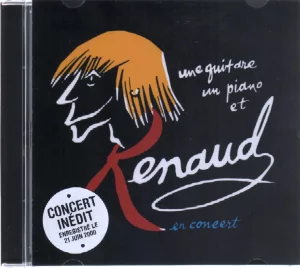 une guitare
un piano
et
Renaud
en concert
CONCERT
INÉDIT
ENREGISTRÉ LE
21 JUIN 2000